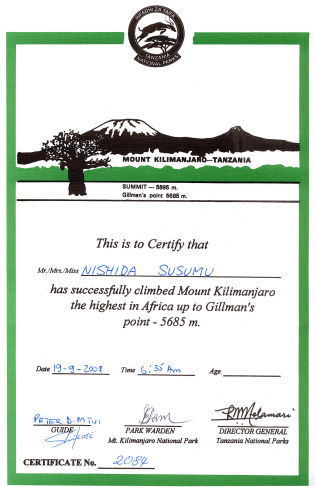 HIFADHI ZA TAIFA
TANZANIA
NATIONAL PARKS
MOUNT KILIMANJARO—TANZANIA
SUMMIT — 5895 m.
Gillman's point 5685 m.
This is to Certify that
Mr./Mrs./Miss NISHIDA SUSUMU
has successfully climbed Mount Kilimanjaro
the highest in Africa up to Gillman's
point - 5685 m.
Date 19-9-2002 Time 6:35 Am Age
PETER D. MTUI
GUIDE PARK WARDEN DIRECTOR GENERAL
Mt. Kilimanjaro National Park Tanzania National Parks
CERTIFICATE No. 2084